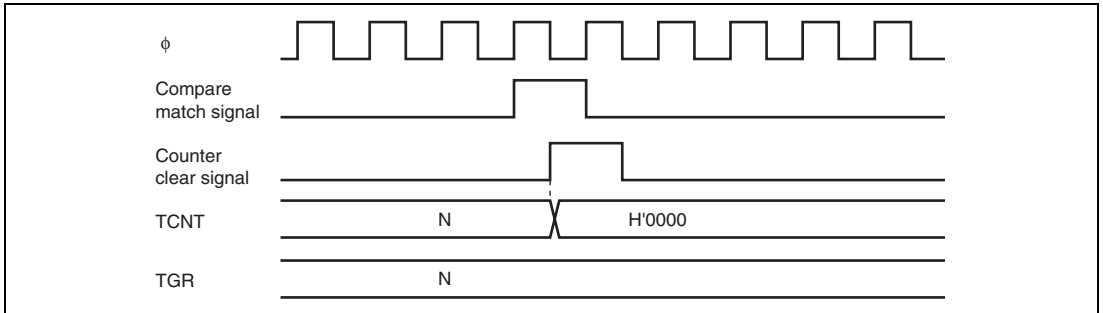 ϕ
Compare
match signal
Counter
clear signal
TCNT N H'0000
TGR N